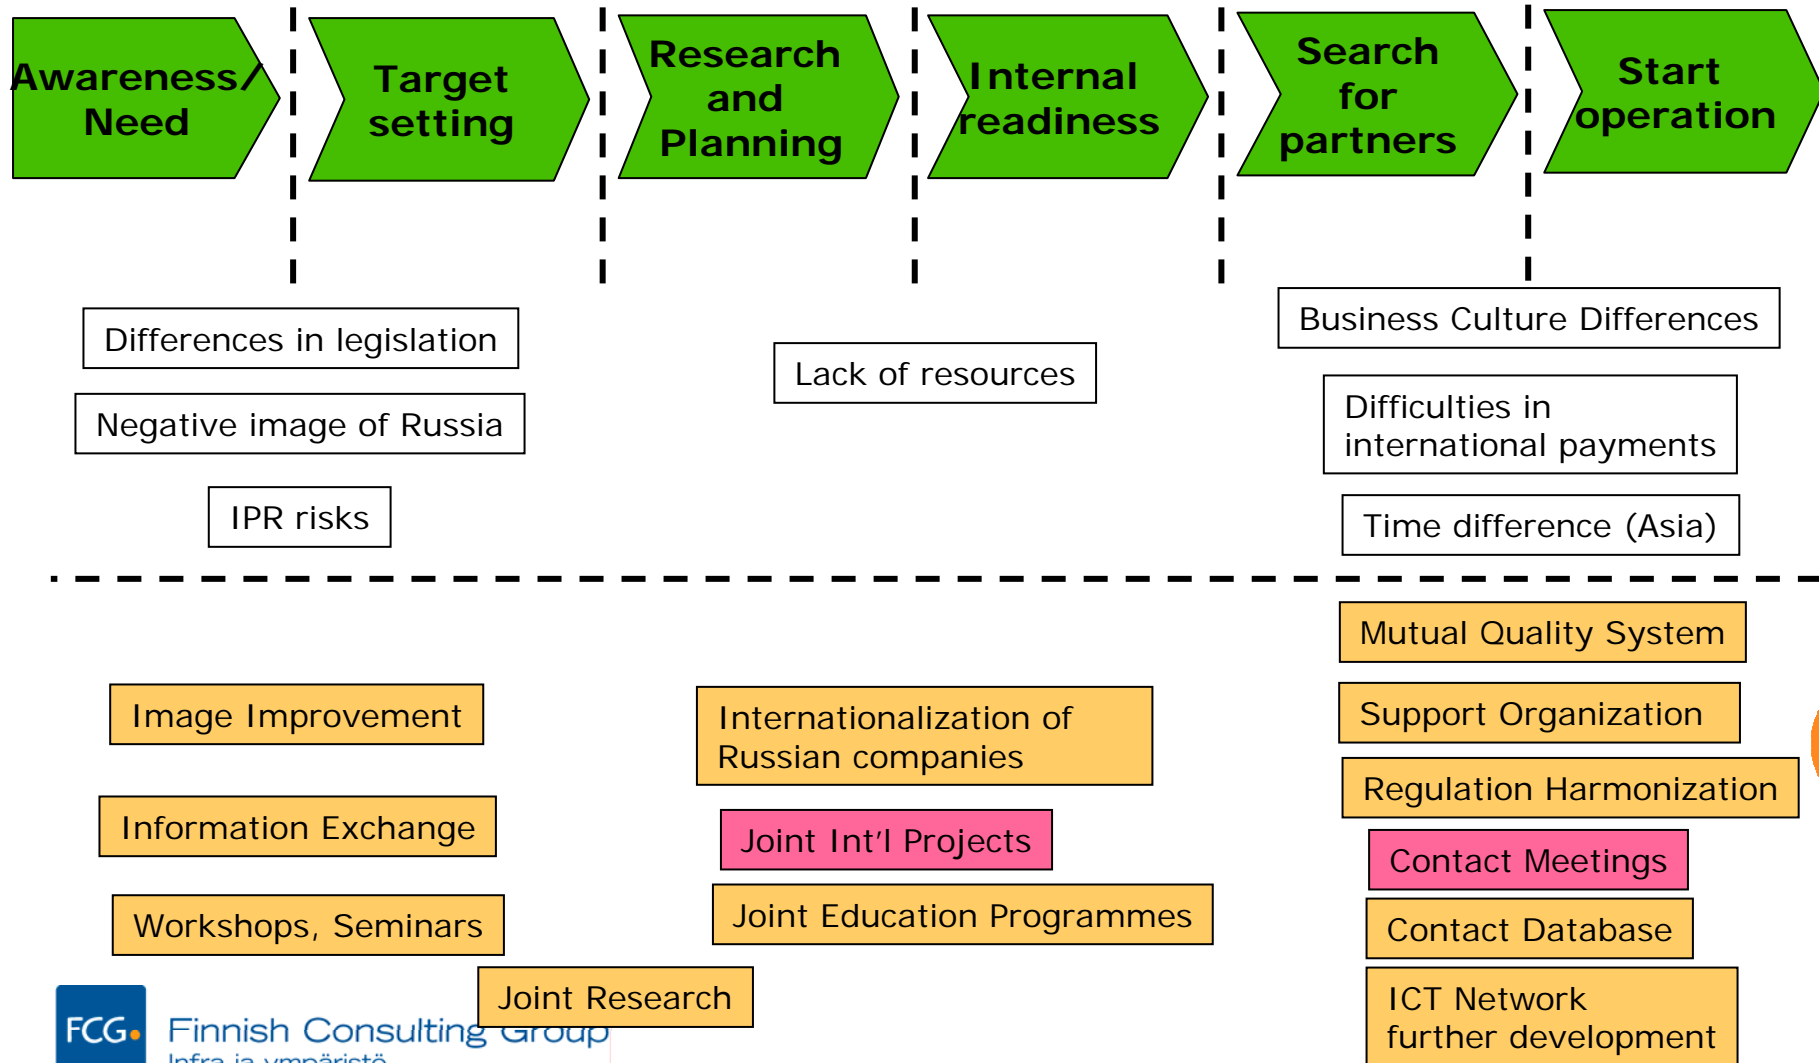 Awareness/
Need
Target
setting
Research
and
Planning
Internal
readiness
Search
for
partners
Start
operation
Differences in legislation
Negative image of Russia
IPR risks
Lack of resources
Business Culture Differences
Difficulties in
international payments
Time difference (Asia)
Image Improvement
Information Exchange
Workshops, Seminars
Joint Research
Internationalization of
Russian companies
Joint Int'l Projects
Joint Education Programmes
Mutual Quality System
Support Organization
Regulation Harmonization
Contact Meetings
Contact Database
ICT Network
further development
FCG.
Finnish Consulting Group
Infra ja ympäristö